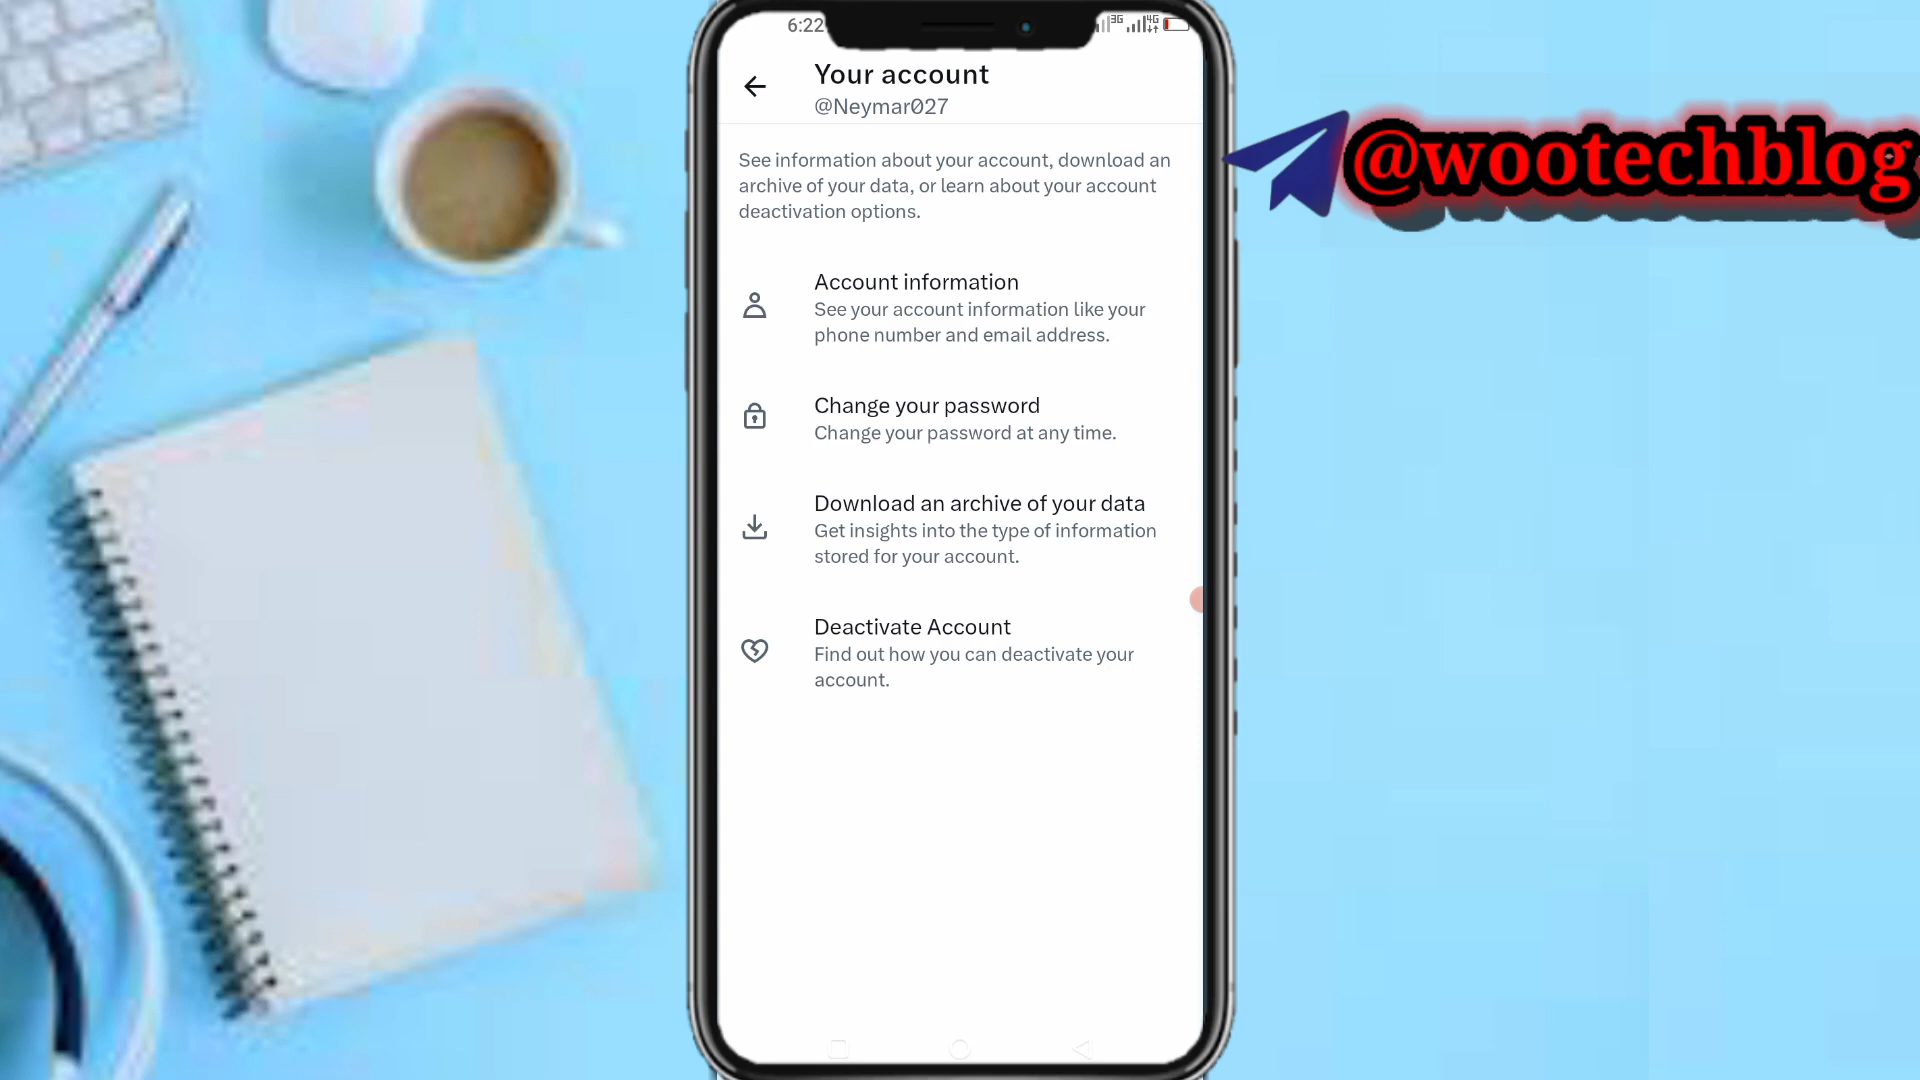 6:22
3G 4G
Your account
@Neymar027
@wootechblog
See information about your account, download an
archive of your data, or learn about your account
deactivation options.
Account information
See your account information like your
phone number and email address.
Change your password
Change your password at any time.
Download an archive of your data
Get insights into the type of information
stored for your account.
Deactivate Account
Find out how you can deactivate your
account.